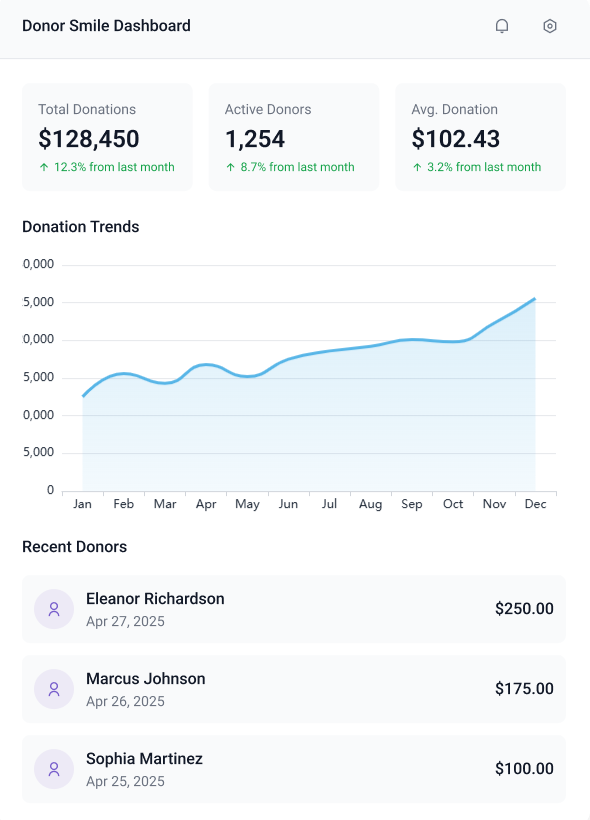 Donor Smile Dashboard
Total Donations
$128,450
↑ 12.3% from last month
Active Donors
1,254
↑ 8.7% from last month
Avg. Donation
$102.43
↑ 3.2% from last month
Donation Trends
0,000
5,000
0,000
5,000
0,000
5,000
0
Jan Feb Mar Apr May Jun Jul Aug Sep Oct Nov Dec
Recent Donors
Eleanor Richardson
Apr 27, 2025
$250.00
Marcus Johnson
Apr 26, 2025
$175.00
Sophia Martinez
Apr 25, 2025
$100.00